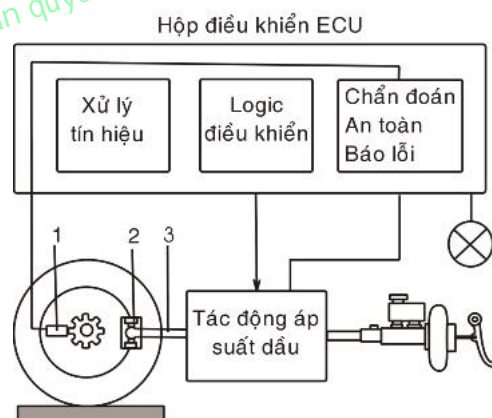 Hộp điều khiển ECU
Xử lý
tín hiệu
Logic
điều khiển
Chẩn đoán
An toàn
Báo lỗi
1
2
3
Tác động áp
suất dầu